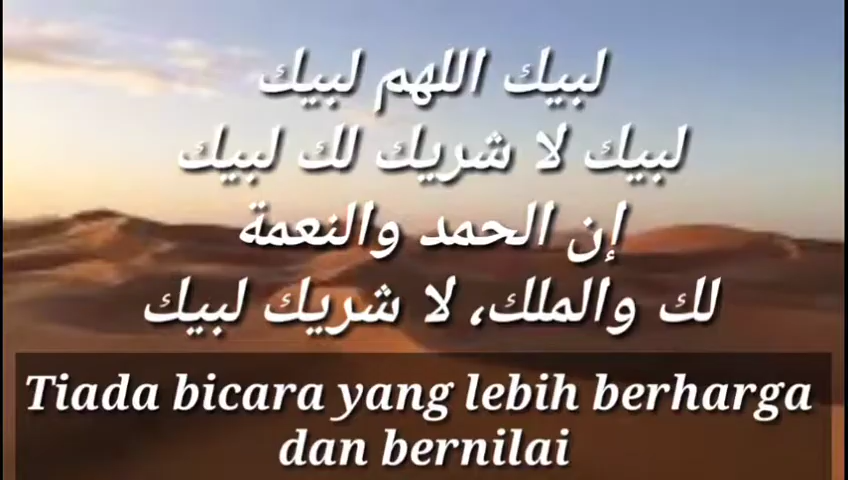 لبيك اللهم لبيك
لبيك لا شريك لك لبيك
إن الحمد والنعمة
لك والملك، لا شريك لبيك
Tiada bicara yang lebih berharga
dan bernilai